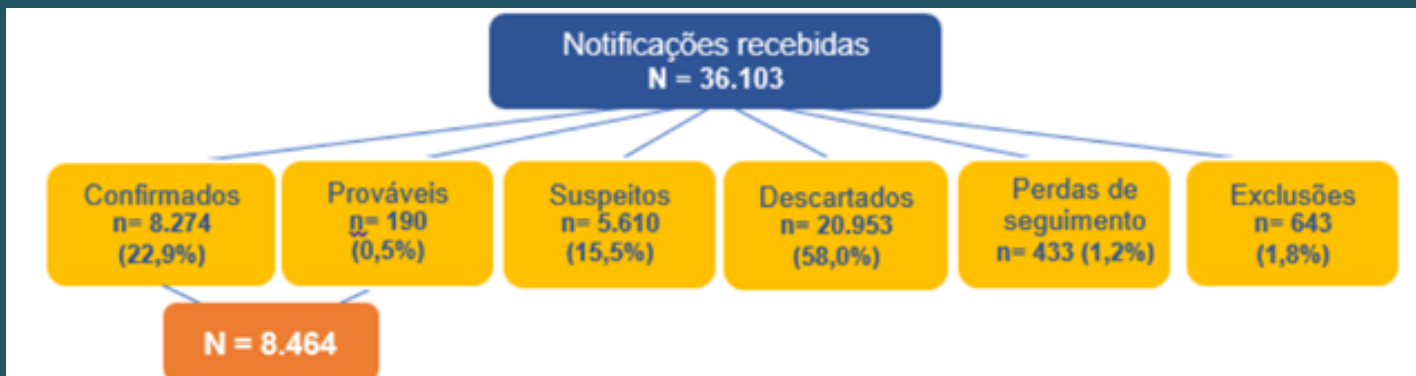 Notificações recebidas
N = 36.103
Confirmados
n= 8.274
(22,9%)
Prováveis
n= 190
(0,5%)
Suspeitos
n= 5.610
(15,5%)
Descartados
n= 20.953
(58,0%)
Perdas de
seguimento
n= 433 (1,2%)
Exclusões
n= 643
(1,8%)
N = 8.464